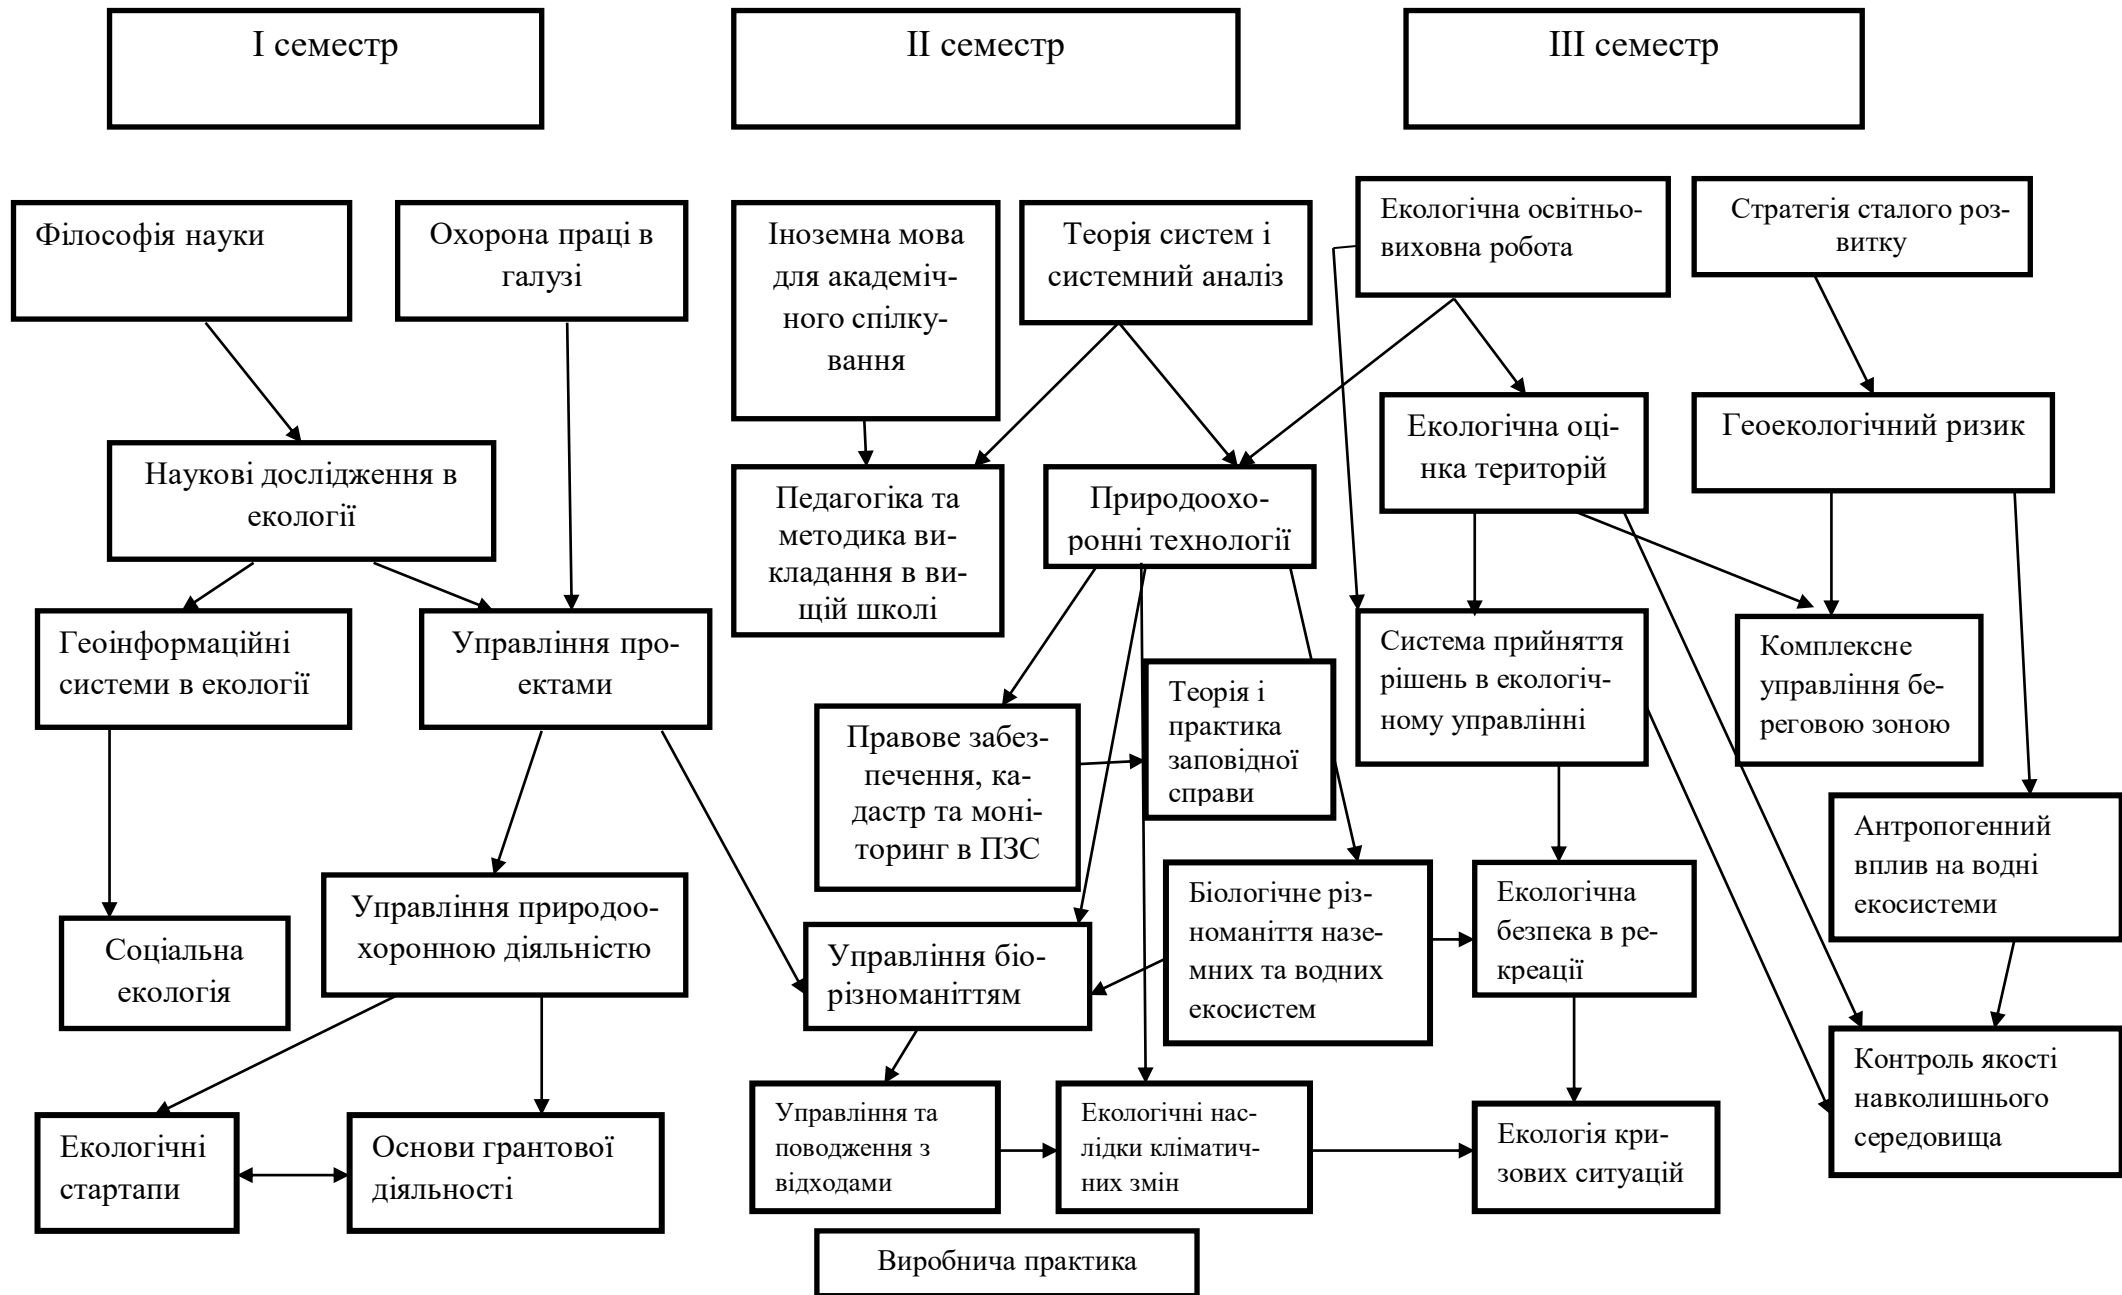 І семестр
ІІ семестр
ІІІ семестр
Філософія науки
Охорона праці в
галузі
Іноземна мова
для академіч-
ного спілку-
вання
Теорія систем і
системний аналіз
Екологічна освітньо-
виховна робота
Стратегія сталого роз-
витку
Наукові дослідження в
екології
Педагогіка та
методика ви-
кладання в ви-
щій школі
Природоохо-
ронні технології
Екологічна оці-
нка територій
Геоекологічний ризик
Геоінформаційні
системи в екології
Управління про-
ектами
Правове забез-
печення, ка-
дастр та моні-
торинг в ПЗС
Теорія і
практика
заповідної
справи
Система прийняття
рішень в екологіч-
ному управлінні
Комплексне
управління бе-
реговою зоною
Антропогенний
вплив на водні
екосистеми
Соціальна
екологія
Управління природоо-
хоронною діяльністю
Управління біо-
різноманіттям
Біологічне різ-
номаніття назе-
мних та водних
екосистем
Екологічна
безпека в ре-
креації
Контроль якості
навколишнього
середовища
Екологічні
стартапи
Основи грантової
діяльності
Управління та
поводження з
відходами
Екологічні нас-
лідки кліматич-
них змін
Екологія кри-
зових ситуацій
Виробнича практика